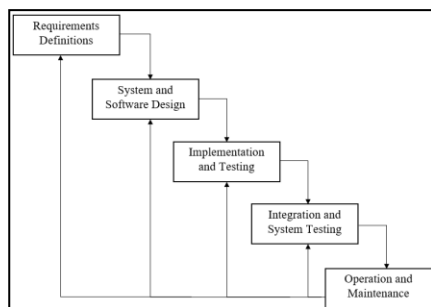 Requirements
Definitions
System and
Software Design
Implementation
and Testing
Integration and
System Testing
Operation and
Maintenance